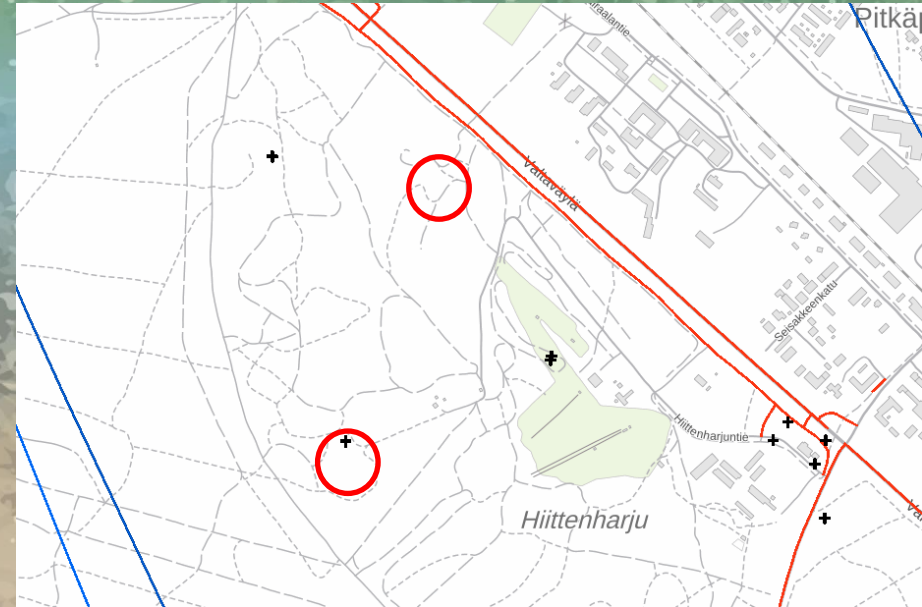 Pitkäp
Valtaväylä
Seisakkeenkatu
Hiittenharjuntie
Hiittenharju